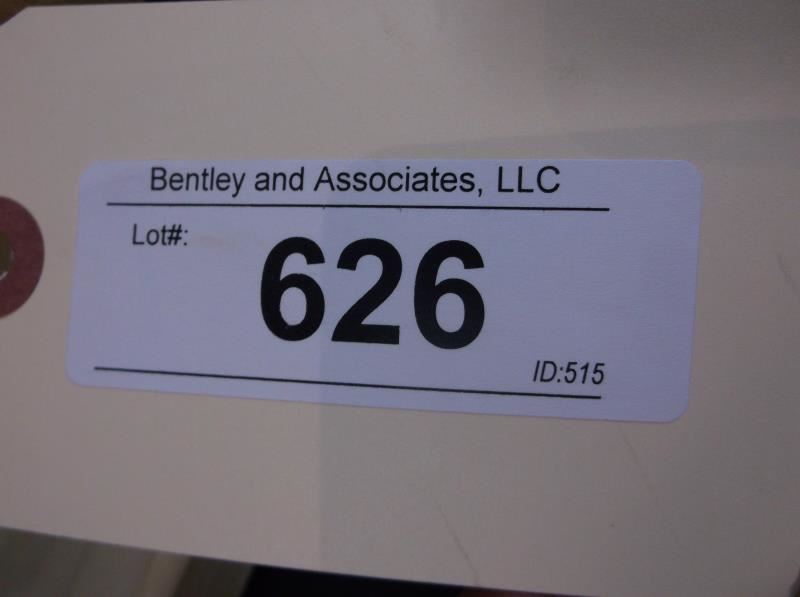 Bentley and Associates, LLC
Lot#:
626
ID:515